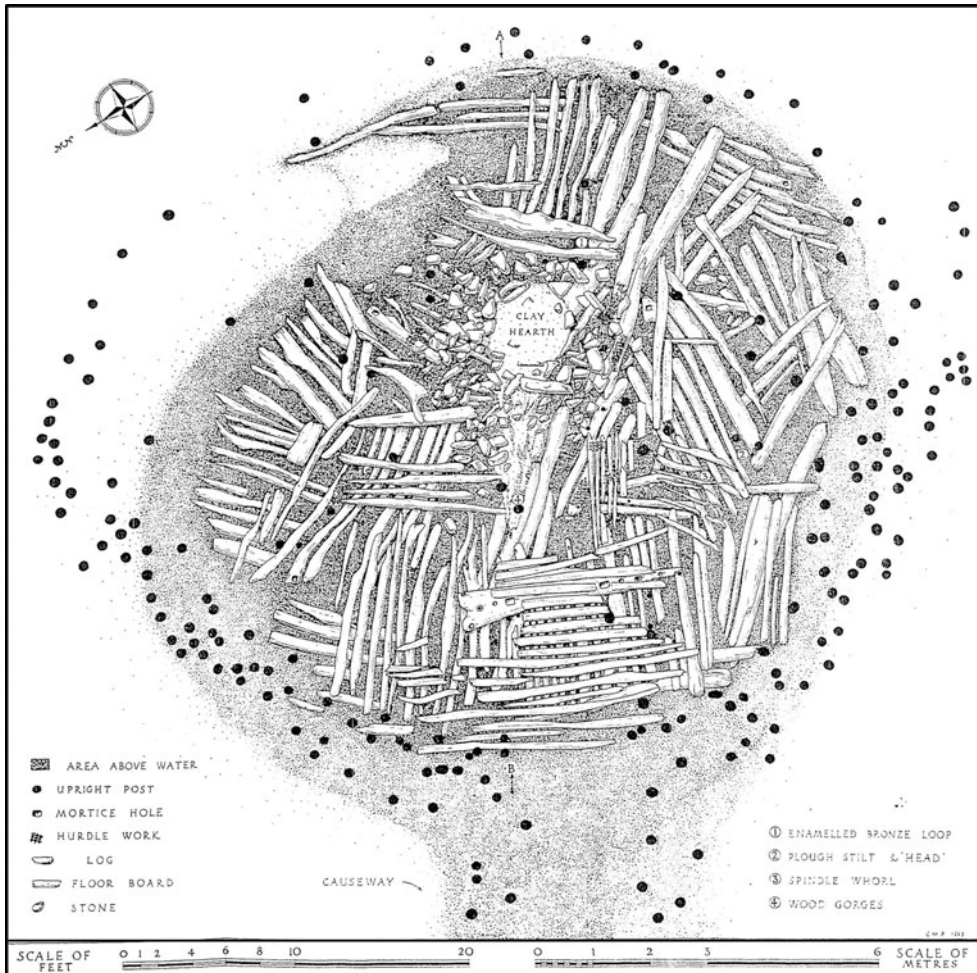 A
CLAY
HEARTH
B
AREA ABOVE WATER
UPRIGHT POST
MORTICE HOLE
HURDLE WORK
LOG
FLOOR BOARD
STONE
CAUSEWAY
① ENAMELLED BRONZE LOOP
② PLOUGH STILT & 'HEAD'
③ SPINDLE WHORL
④ WOOD GORGES
SCALE OF FEET 0 1 2 4 6 8 10 20
0 1 2 3 6 SCALE OF METRES